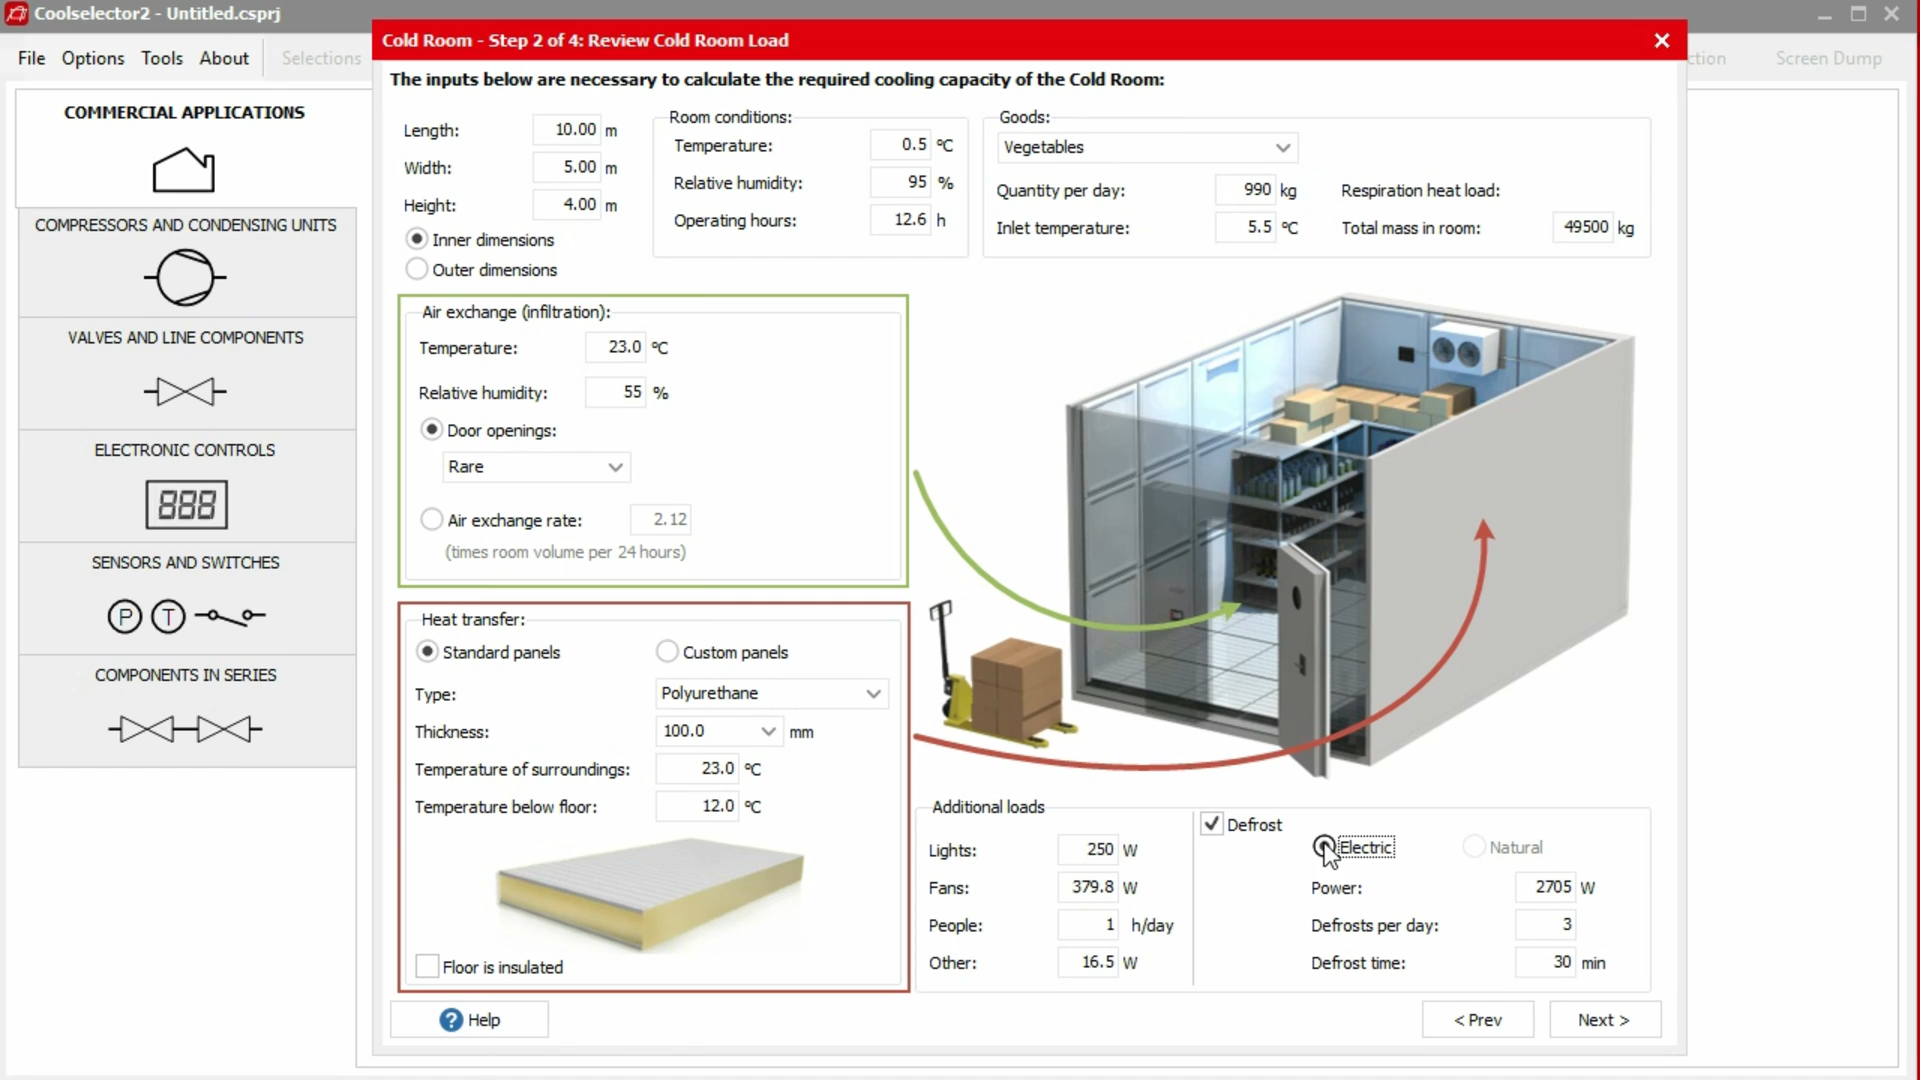 Coolselector2 - Untitled.csprj
File Options Tools About Selections
ction Screen Dump
COMMERCIAL APPLICATIONS
COMPRESSORS AND CONDENSING UNITS
VALVES AND LINE COMPONENTS
ELECTRONIC CONTROLS
888
SENSORS AND SWITCHES
P T
COMPONENTS IN SERIES
Cold Room - Step 2 of 4: Review Cold Room Load
The inputs below are necessary to calculate the required cooling capacity of the Cold Room:
Length: 10.00 m
Width: 5.00 m
Height: 4.00 m
Inner dimensions
Outer dimensions
Room conditions:
Temperature: 0.5 °C
Relative humidity: 95 %
Operating hours: 12.6 h
Goods:
Vegetables
Quantity per day: 990 kg Respiration heat load:
Inlet temperature: 5.5 °C Total mass in room: 49500 kg
Air exchange (infiltration):
Temperature: 23.0 °C
Relative humidity: 55 %
Door openings:
Rare
Air exchange rate: 2.12
(times room volume per 24 hours)
Heat transfer:
Standard panels Custom panels
Type: Polyurethane
Thickness: 100.0 mm
Temperature of surroundings: 23.0 °C
Temperature below floor: 12.0 °C
Floor is insulated
Additional loads
Lights: 250 W
Fans: 379.8 W
People: 1 h/day
Other: 16.5 W
Defrost
Electric Natural
Power: 2705 W
Defrosts per day: 3
Defrost time: 30 min
? Help
< Prev Next >